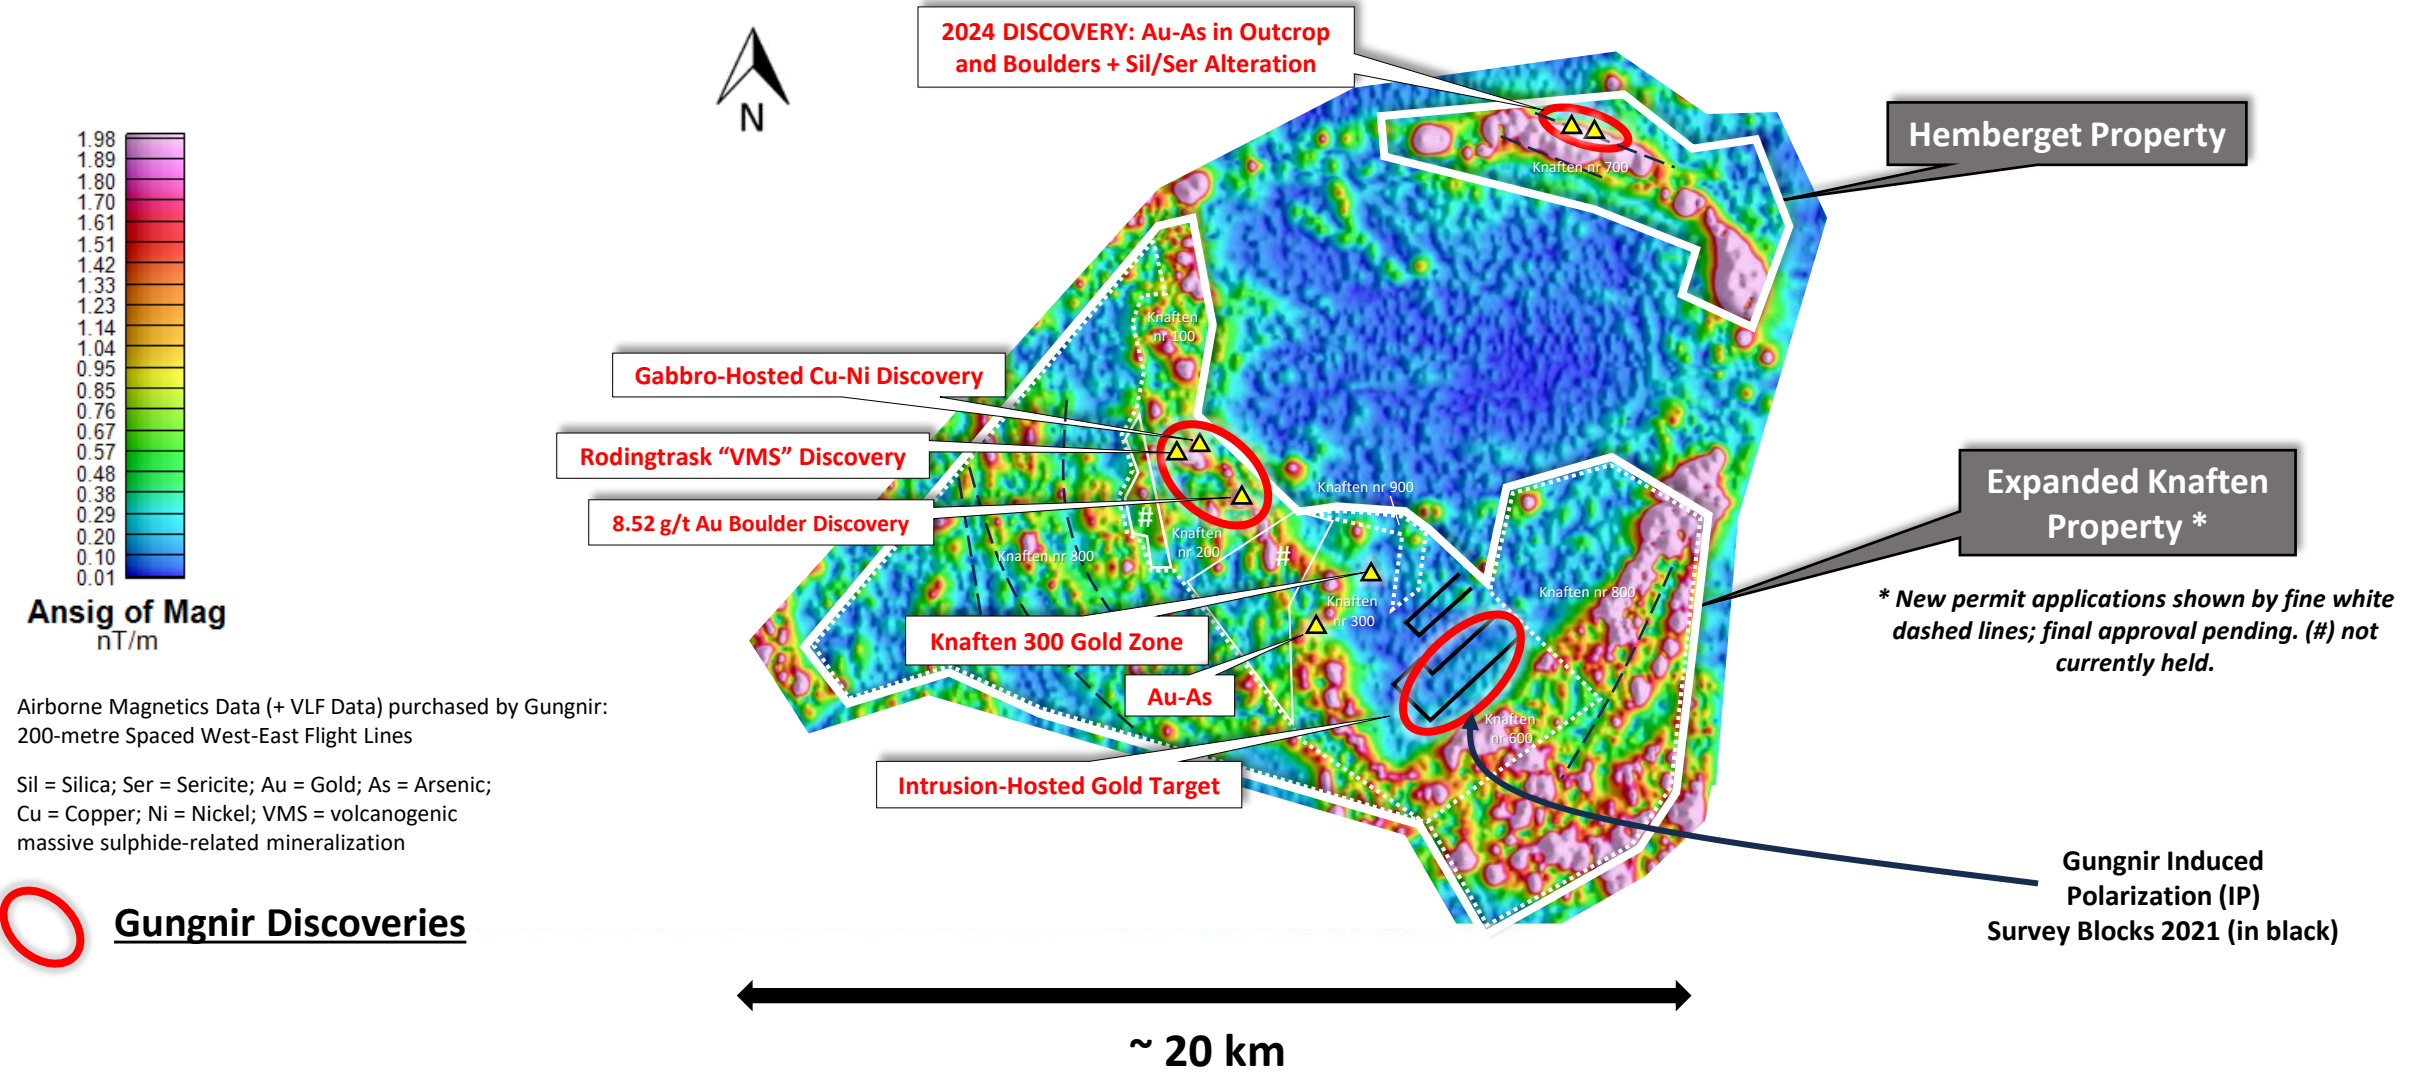 2024 DISCOVERY: Au-As in Outcrop
and Boulders + Sil/Ser Alteration
N
Hemberget Property
1.98
1.89
1.80
1.70
1.61
1.51
1.42
1.33
1.23
1.14
1.04
0.95
0.85
0.76
0.67
0.57
0.48
0.38
0.29
0.20
0.10
0.01
Ansig of Mag
nT/m
Knaften nr 700
Knaften
nr 100
Gabbro-Hosted Cu-Ni Discovery
Rodingtrask “VMS” Discovery
8.52 g/t Au Boulder Discovery
Knaften nr 900
#
Knaften
nr 200
#
Knaften nr 800
Knaften nr 800
Knaften
nr 300
Expanded Knaften
Property *
* New permit applications shown by fine white
dashed lines; final approval pending. (#) not
currently held.
Knaften 300 Gold Zone
Au-As
Knaften
nr 600
Intrusion-Hosted Gold Target
Airborne Magnetics Data (+ VLF Data) purchased by Gungnir:
200-metre Spaced West-East Flight Lines
Sil = Silica; Ser = Sericite; Au = Gold; As = Arsenic;
Cu = Copper; Ni = Nickel; VMS = volcanogenic
massive sulphide-related mineralization
Gungnir Discoveries
Gungnir Induced
Polarization (IP)
Survey Blocks 2021 (in black)
~ 20 km